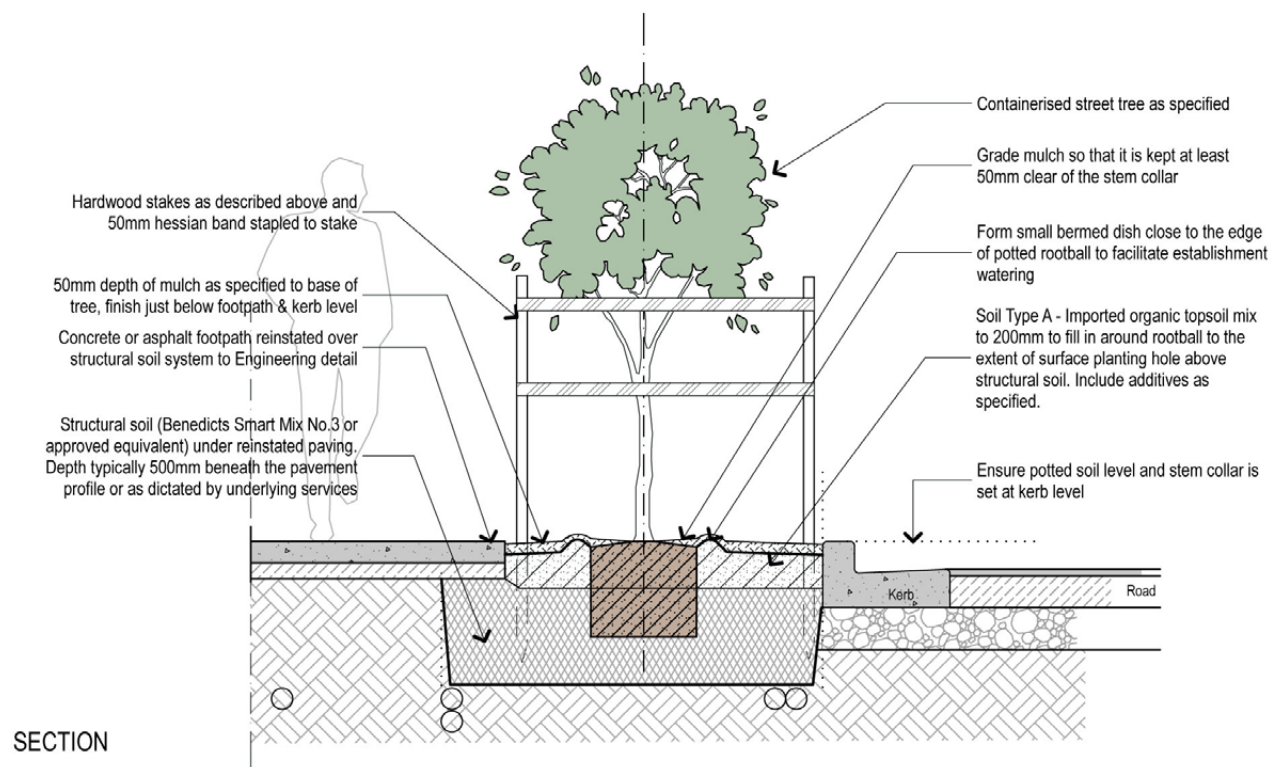 Hardwood stakes as described above and
50mm hessian band stapled to stake
50mm depth of mulch as specified to base of
tree, finish just below footpath & kerb level
Concrete or asphalt footpath reinstated over
structural soil system to Engineering detail
Structural soil (Benedicts Smart Mix No.3 or
approved equivalent) under reinstated paving.
Depth typically 500mm beneath the pavement
profile or as dictated by underlying services
Containerised street tree as specified
Grade mulch so that it is kept at least
50mm clear of the stem collar
Form small bermed dish close to the edge
of potted rootball to facilitate establishment
watering
Soil Type A - Imported organic topsoil mix
to 200mm to fill in around rootball to the
extent of surface planting hole above
structural soil. Include additives as
specified.
Ensure potted soil level and stem collar is
set at kerb level
Kerb
Road
SECTION